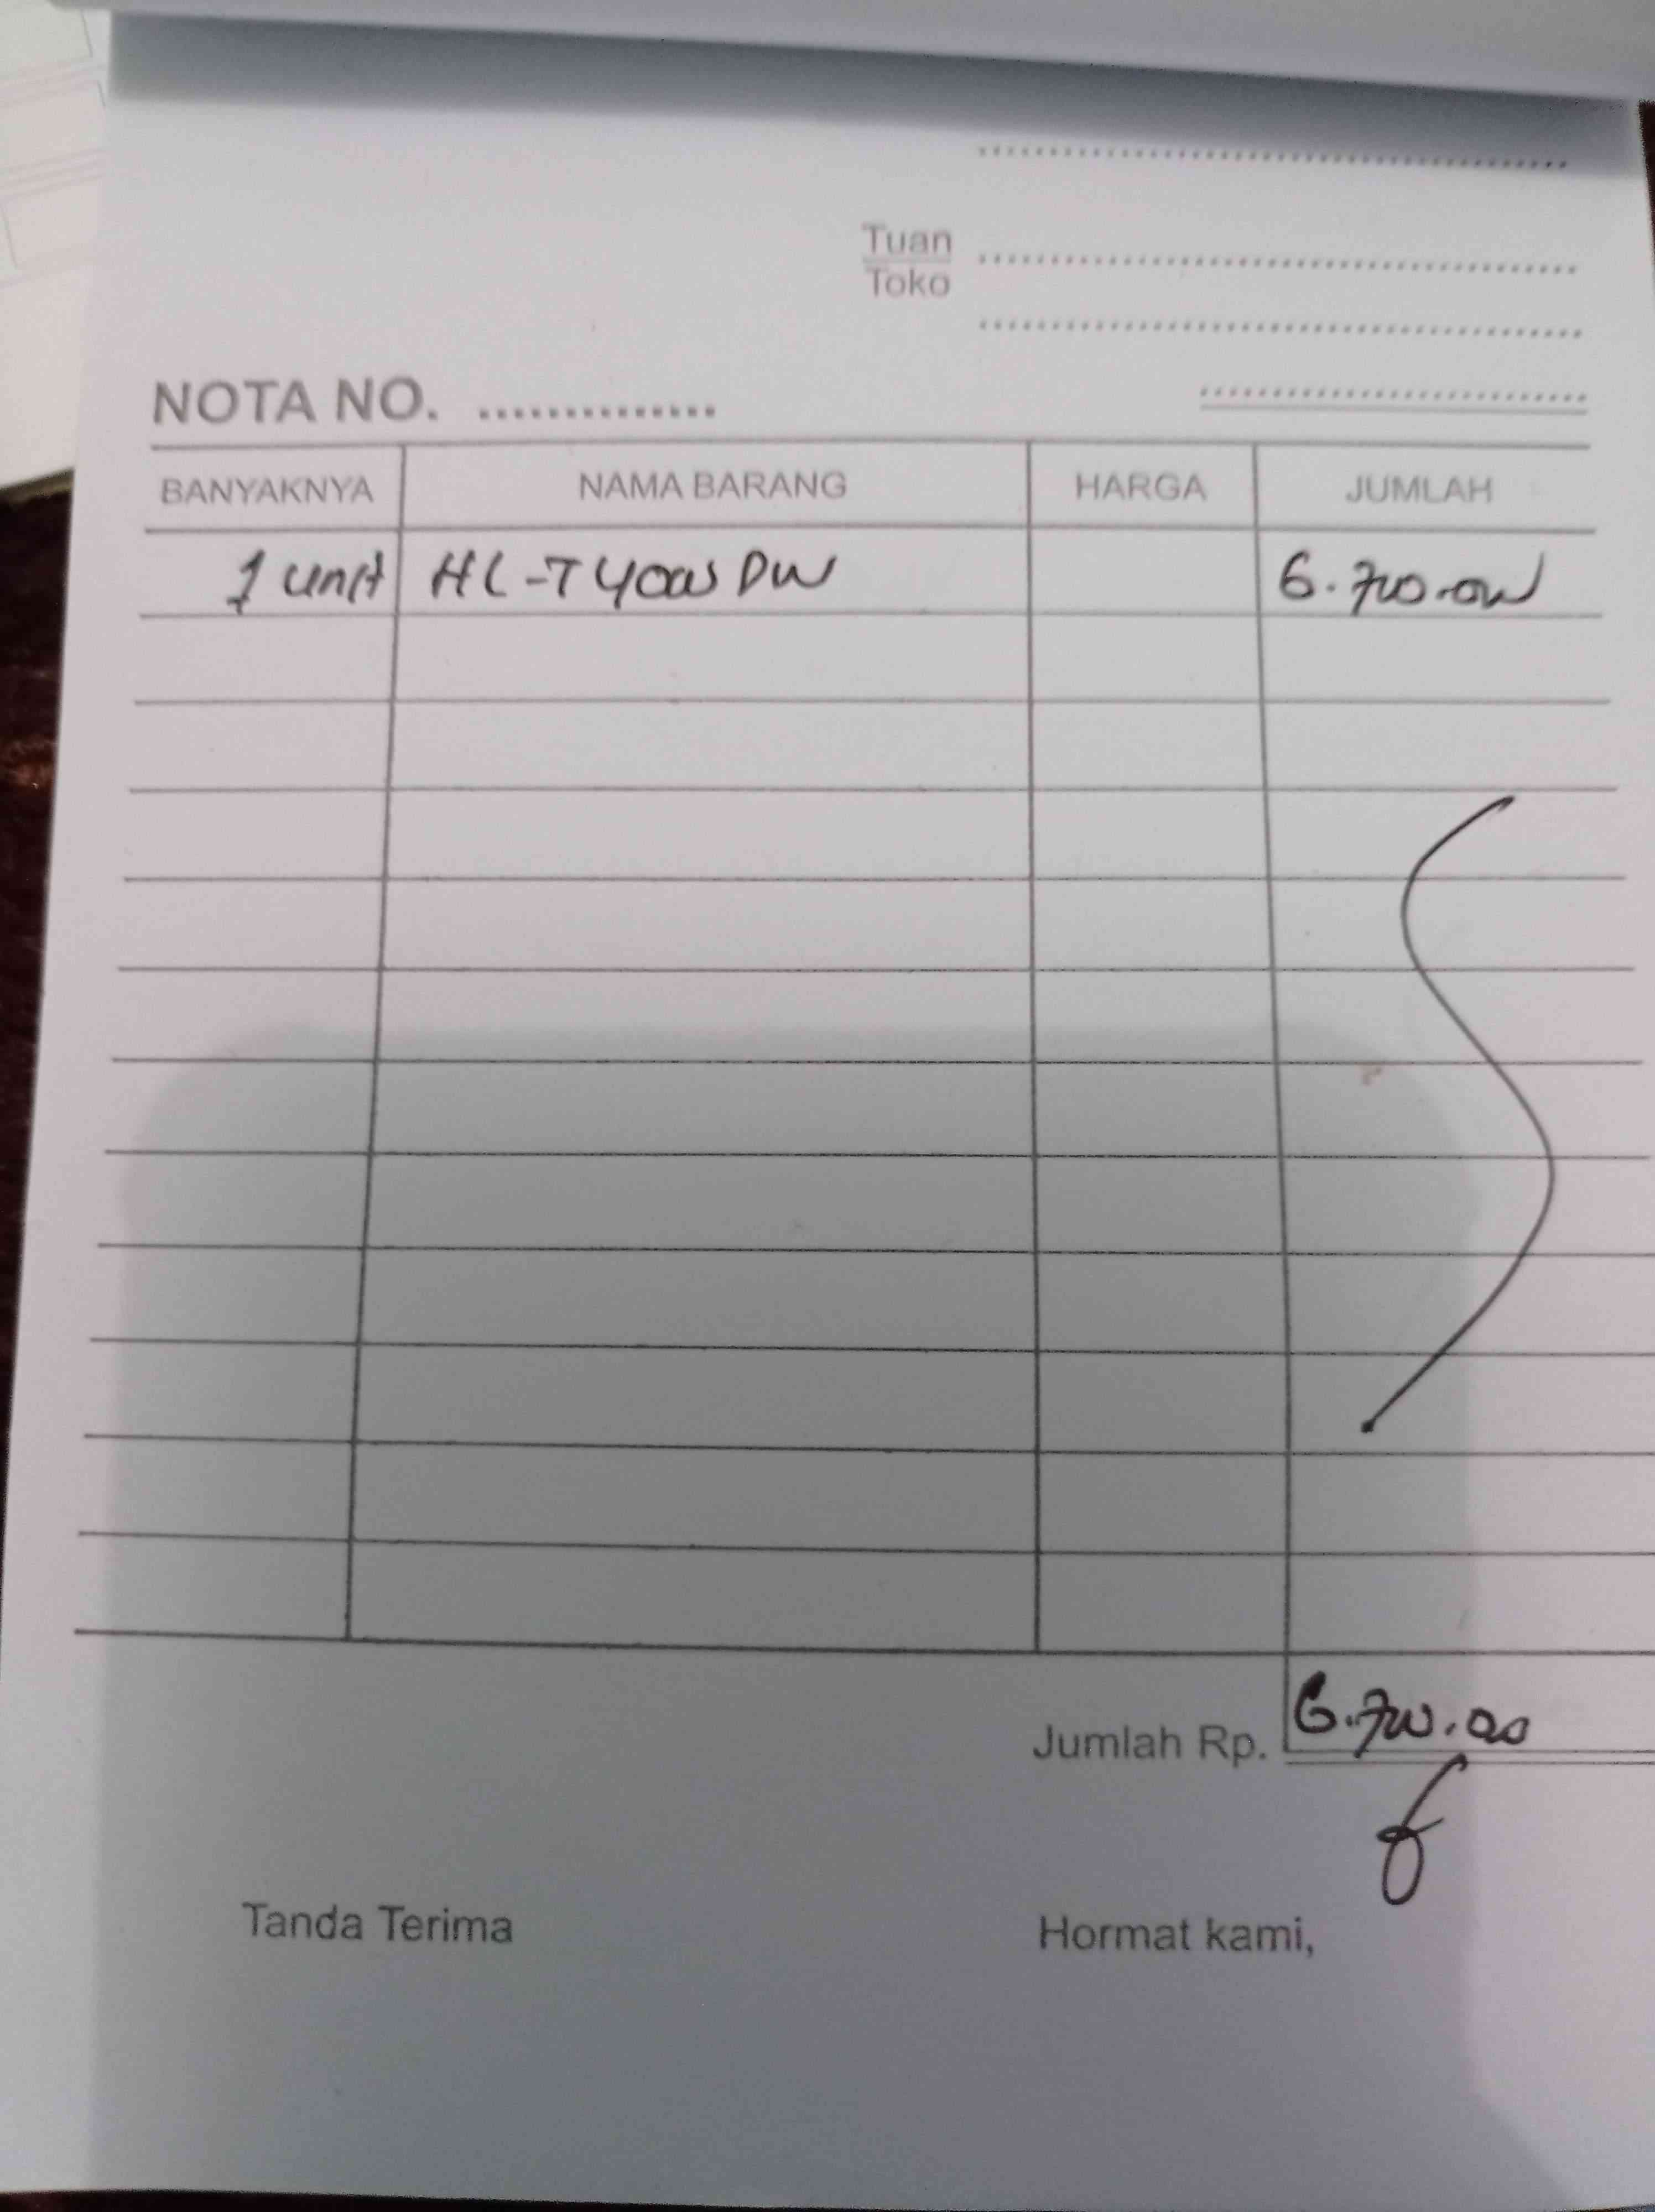 Tuan
Toko
NOTA NO. ..............
BANYAKNYA NAMA BARANG HARGA JUMLAH
1 unit HL-T4000DW 6.700.000
Jumlah Rp. 6.700.000
Tanda Terima Hormat kami,